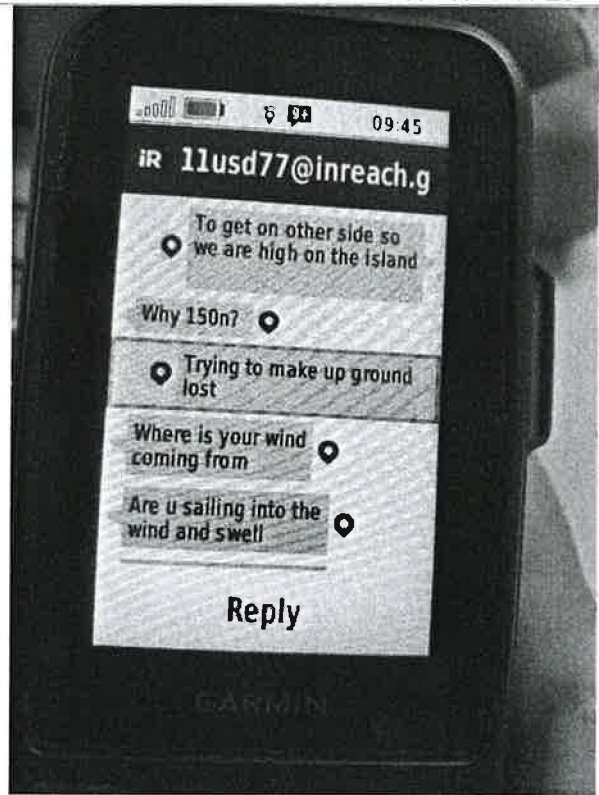 9+ 09:45
iR 11usd77@inreach.g
To get on other side so
we are high on the island
Why 150n?
Trying to make up ground
lost
Where is your wind
coming from
Are u sailing into the
wind and swell
Reply
GARMIN